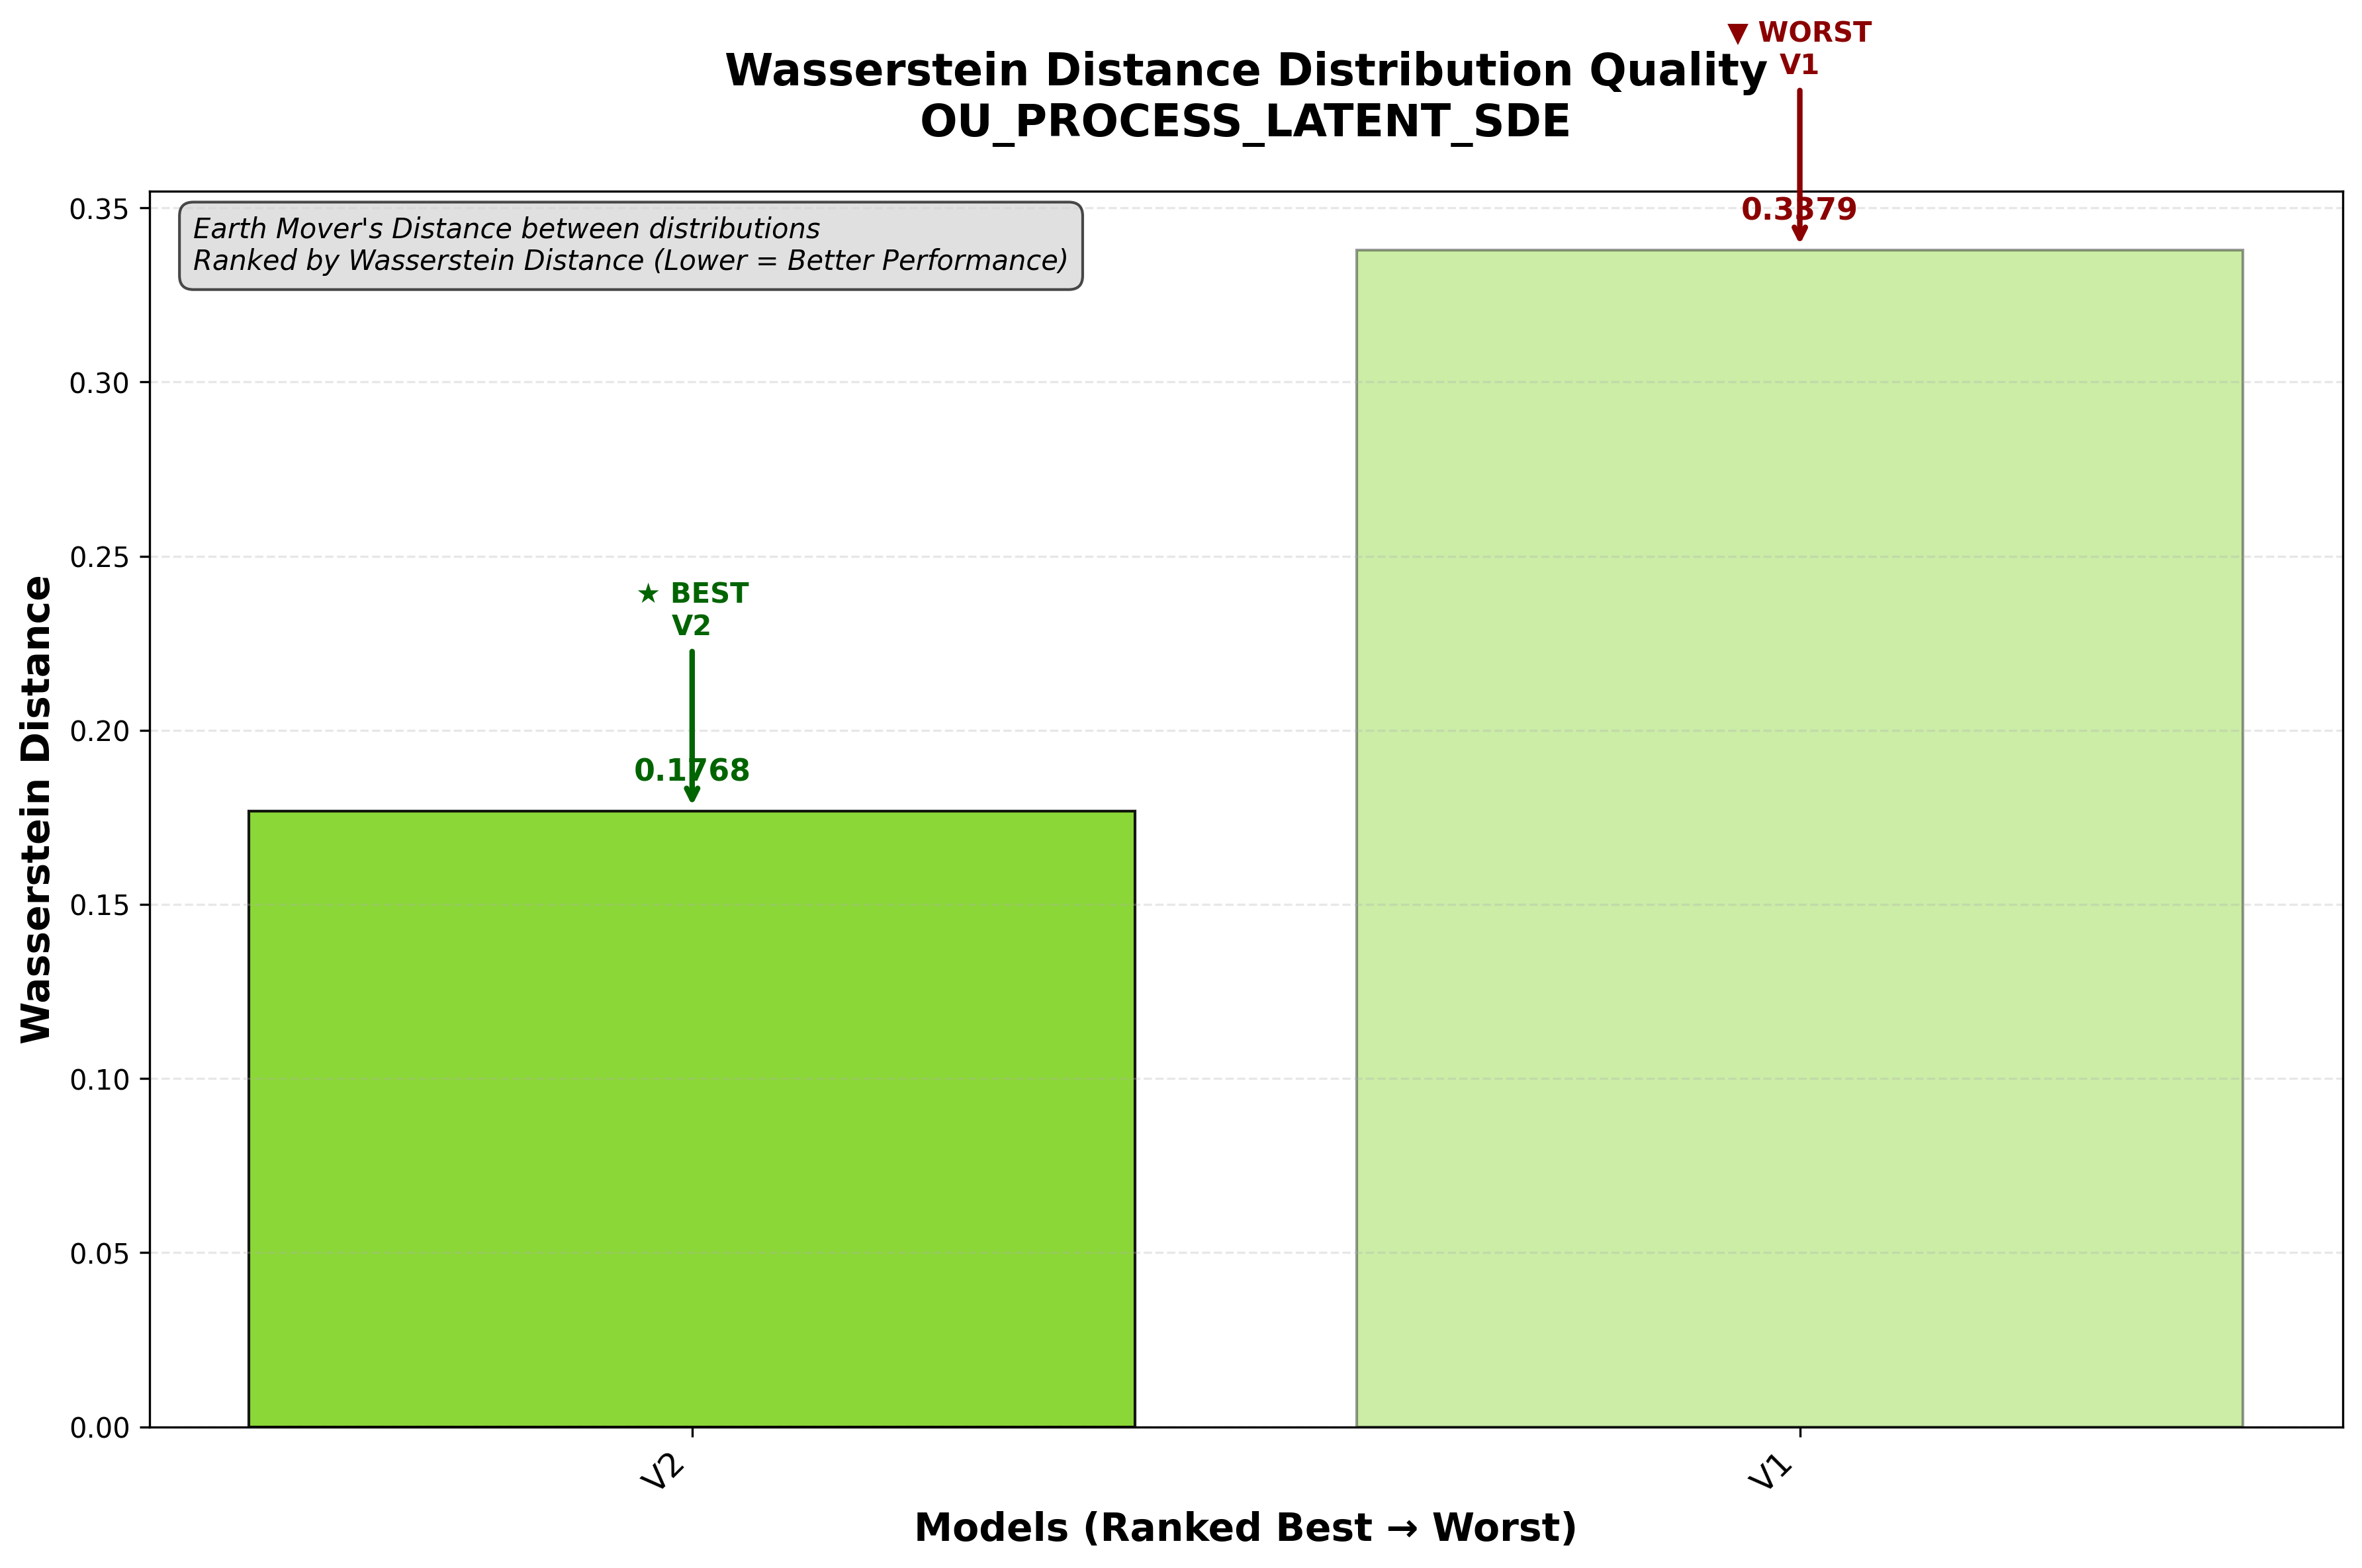 ▼ WORST
V1
Wasserstein Distance Distribution Quality
OU_PROCESS_LATENT_SDE
0.35
0.30
0.25
0.20
0.15
0.10
0.05
0.00
Wasserstein Distance
Earth Mover's Distance between distributions
Ranked by Wasserstein Distance (Lower = Better Performance)
0.3379
★ BEST
V2
0.1768
V2
V1
Models (Ranked Best → Worst)